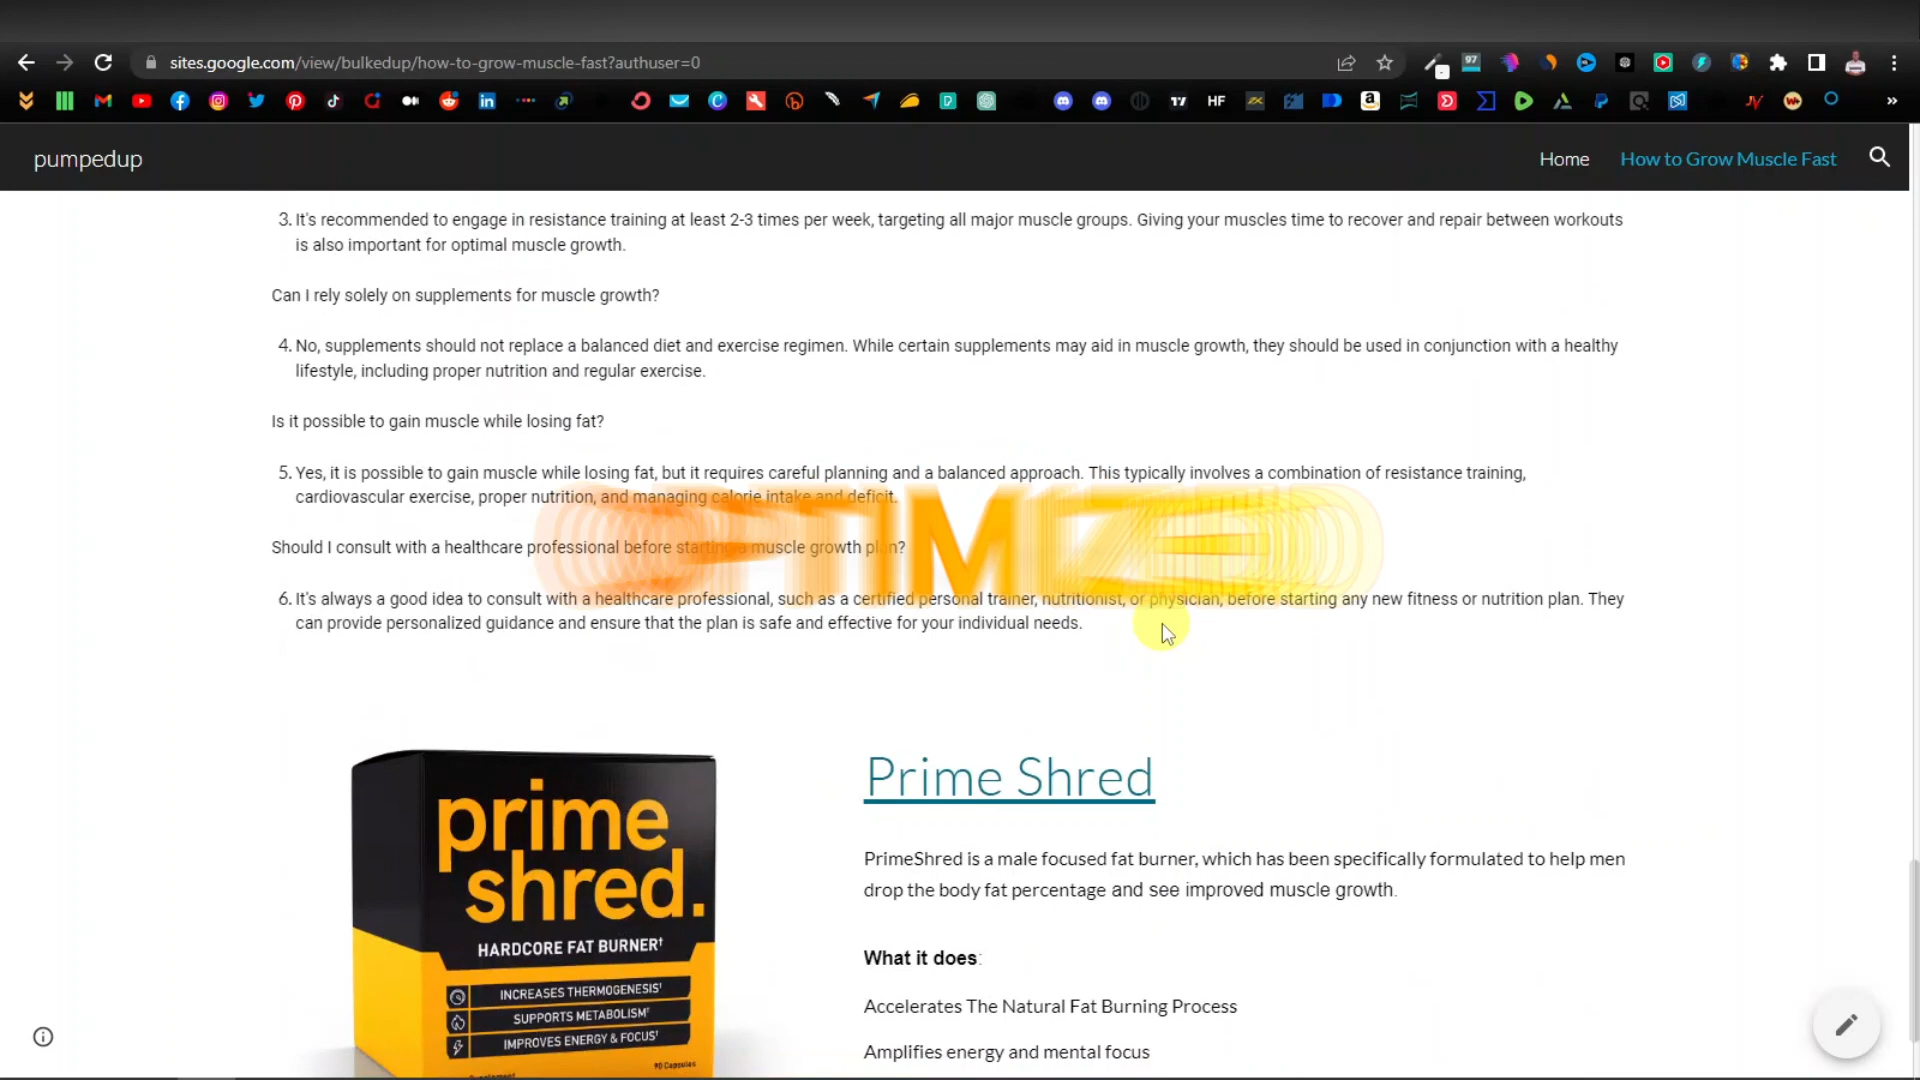 sites.google.com/view/bulkedup/how-to-grow-muscle-fast?authuser=0
97
HF
pumpedup
Home
How to Grow Muscle Fast
3. It's recommended to engage in resistance training at least 2-3 times per week, targeting all major muscle groups. Giving your muscles time to recover and repair between workouts
is also important for optimal muscle growth.
Can I rely solely on supplements for muscle growth?
4. No, supplements should not replace a balanced diet and exercise regimen. While certain supplements may aid in muscle growth, they should be used in conjunction with a healthy
lifestyle, including proper nutrition and regular exercise.
Is it possible to gain muscle while losing fat?
5. Yes, it is possible to gain muscle while losing fat, but it requires careful planning and a balanced approach. This typically involves a combination of resistance training,
cardiovascular exercise, proper nutrition, and managing calorie intake and deficit.
OPTIMIZED
Should I consult with a healthcare professional before starting a muscle growth plan?
6. It's always a good idea to consult with a healthcare professional, such as a certified personal trainer, nutritionist, or physician, before starting any new fitness or nutrition plan. They
can provide personalized guidance and ensure that the plan is safe and effective for your individual needs.
prime
shred.
HARDCORE FAT BURNER†
INCREASES THERMOGENESIS†
SUPPORTS METABOLISM†
IMPROVES ENERGY & FOCUS†
90 Capsules
Prime Shred
PrimeShred is a male focused fat burner, which has been specifically formulated to help men
drop the body fat percentage and see improved muscle growth.
What it does:
Accelerates The Natural Fat Burning Process
Amplifies energy and mental focus